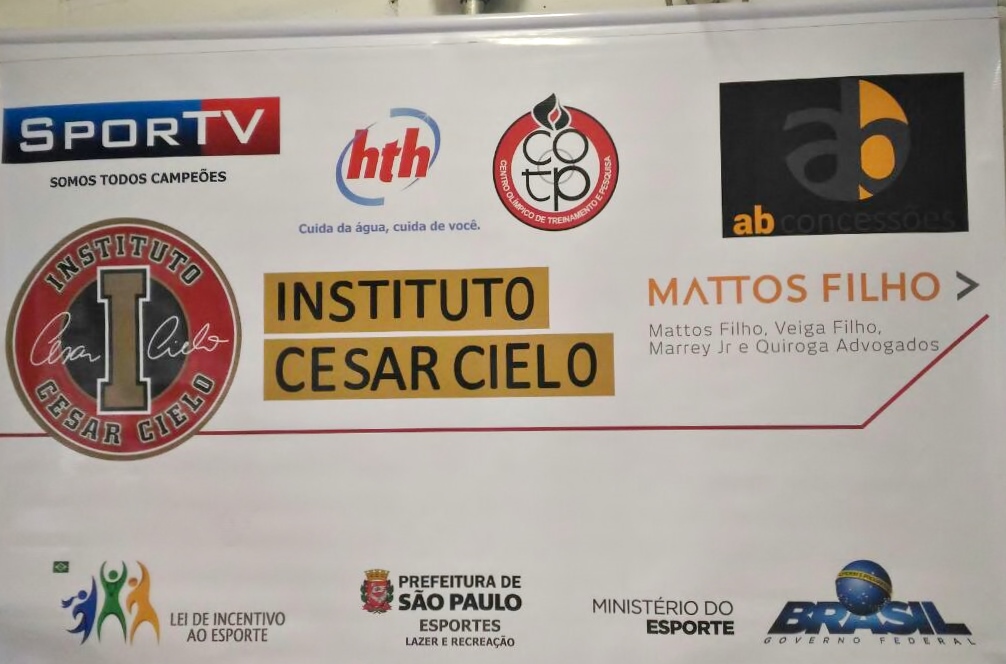 SPORTV
SOMOS TODOS CAMPEÕES
hth
Cuida da água, cuida de você.
co
tp
CENTRO OLÍMPICO DE TREINAMENTO E PESQUISA
ab
ab concessões
INSTITUTO
Cesar I Cielo
CESAR CIELO
INSTITUTO
CESAR CIELO
MATTOS FILHO >
Mattos Filho, Veiga Filho,
Marrey Jr e Quiroga Advogados
LEI DE INCENTIVO
AO ESPORTE
PREFEITURA DE
SÃO PAULO
ESPORTES
LAZER E RECREAÇÃO
MINISTÉRIO DO
ESPORTE
BRASIL
GOVERNO FEDERAL